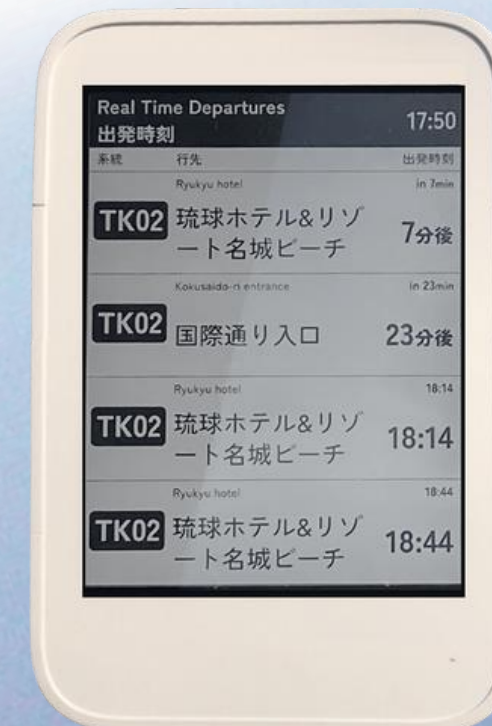 Real Time Departures
出発時刻
17:50
系統 行先 出発時刻
Ryukyu hotel in 7min
TK02 琉球ホテル&リゾ
ート名城ビーチ 7分後
Kokusaido-ri entrance in 23min
TK02 国際通り入口 23分後
Ryukyu hotel 18:14
TK02 琉球ホテル&リゾ
ート名城ビーチ 18:14
Ryukyu hotel 18:44
TK02 琉球ホテル&リゾ
ート名城ビーチ 18:44